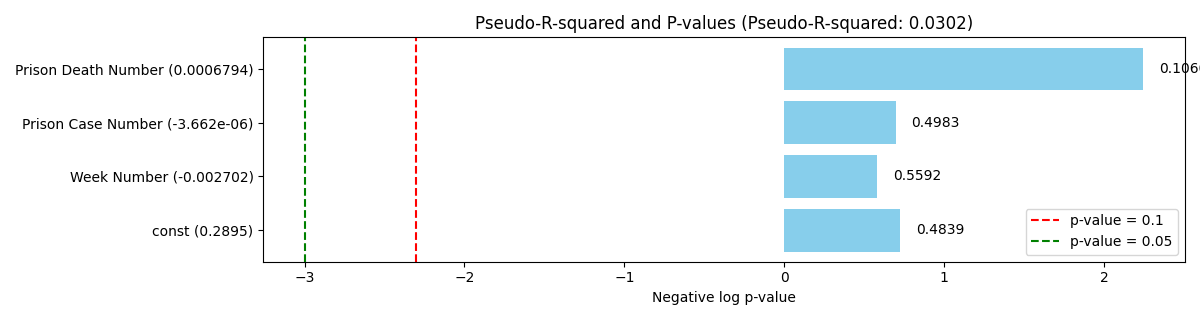 Pseudo-R-squared and P-values (Pseudo-R-squared: 0.0302)
Prison Death Number (0.0006794)
0.106
Prison Case Number (-3.662e-06)
0.4983
Week Number (-0.002702)
0.5592
const (0.2895)
0.4839
p-value = 0.1
p-value = 0.05
−3 −2 −1 0 1 2
Negative log p-value